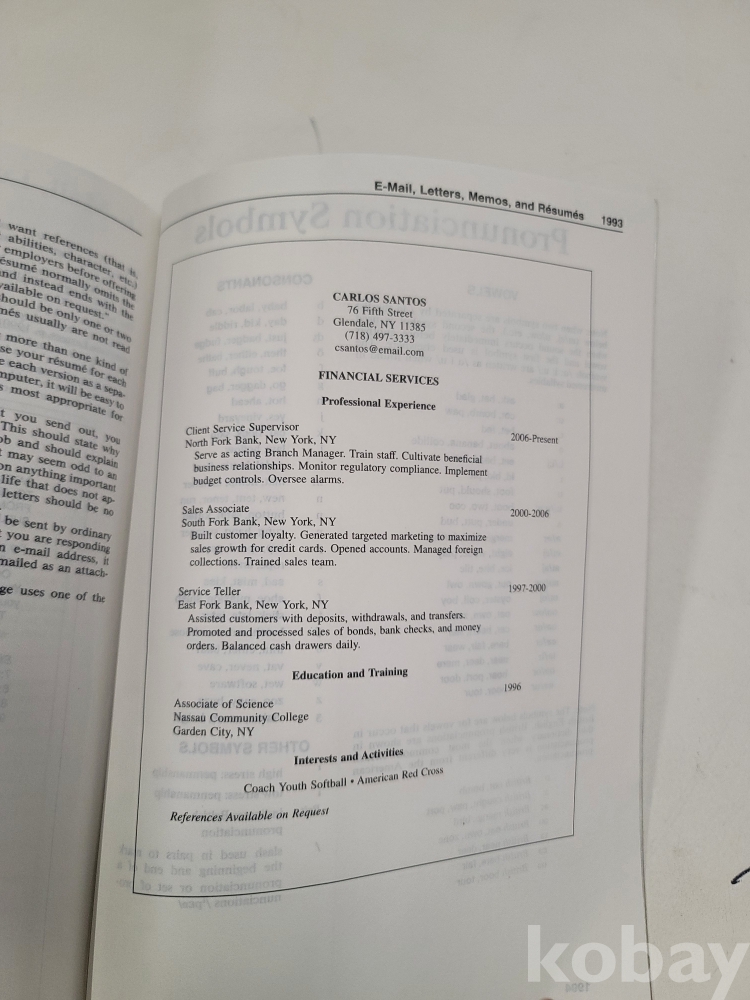 E-Mail, Letters, Memos, and Résumés 1993
want references (that is,
abilities, character, etc.)
employers before offering
résumé normally omits the
and instead ends with the
available on request."
should be only one or two
usually are not read
more than one kind of
se your résumé for each
each version as a sepa-
mputer, it will be easy to
s most appropriate for
t you send out, you
This should state why
ob and should explain
t may seem odd to an
on anything important
life that does not ap-
letters should be no
be sent by ordinary
t you are responding
n e-mail address, it
mailed as an attach-
ge uses one of the
CARLOS SANTOS
76 Fifth Street
Glendale, NY 11385
(718) 497-3333
csantos@email.com
FINANCIAL SERVICES
Professional Experience
Client Service Supervisor 2006-Present
North Fork Bank, New York, NY
Serve as acting Branch Manager. Train staff. Cultivate beneficial
business relationships. Monitor regulatory compliance. Implement
budget controls. Oversee alarms.
Sales Associate 2000-2006
South Fork Bank, New York, NY
Built customer loyalty. Generated targeted marketing to maximize
sales growth for credit cards. Opened accounts. Managed foreign
collections. Trained sales team.
Service Teller 1997-2000
East Fork Bank, New York, NY
Assisted customers with deposits, withdrawals, and transfers.
Promoted and processed sales of bonds, bank checks, and money
orders. Balanced cash drawers daily.
Education and Training
1996
Associate of Science
Nassau Community College
Garden City, NY
Interests and Activities
Coach Youth Softball • American Red Cross
References Available on Request
kobay